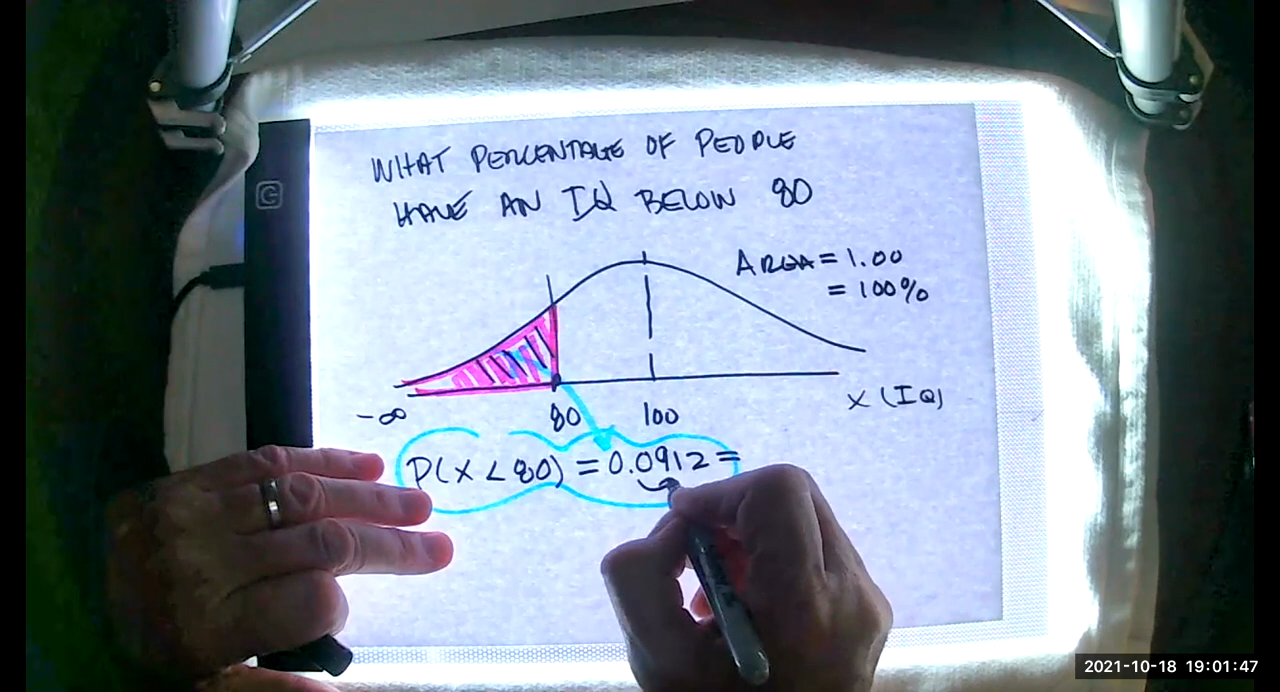 WHAT PERCENTAGE OF PEOPLE
HAVE AN IQ BELOW 80
AREA = 1.00
= 100%
-∞
80
100
X (IQ)
P(X < 80) = 0.0912 =
G
2021-10-18 19:01:47